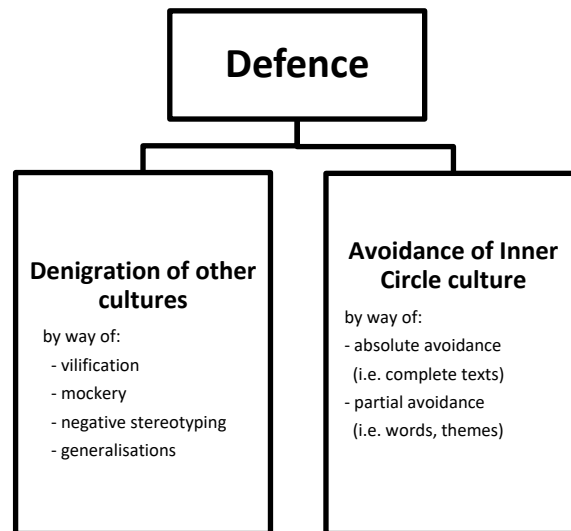 Defence
Denigration of other
cultures
by way of:
- vilification
- mockery
- negative stereotyping
- generalisations
Avoidance of Inner
Circle culture
by way of:
- absolute avoidance
(i.e. complete texts)
- partial avoidance
(i.e. words, themes)